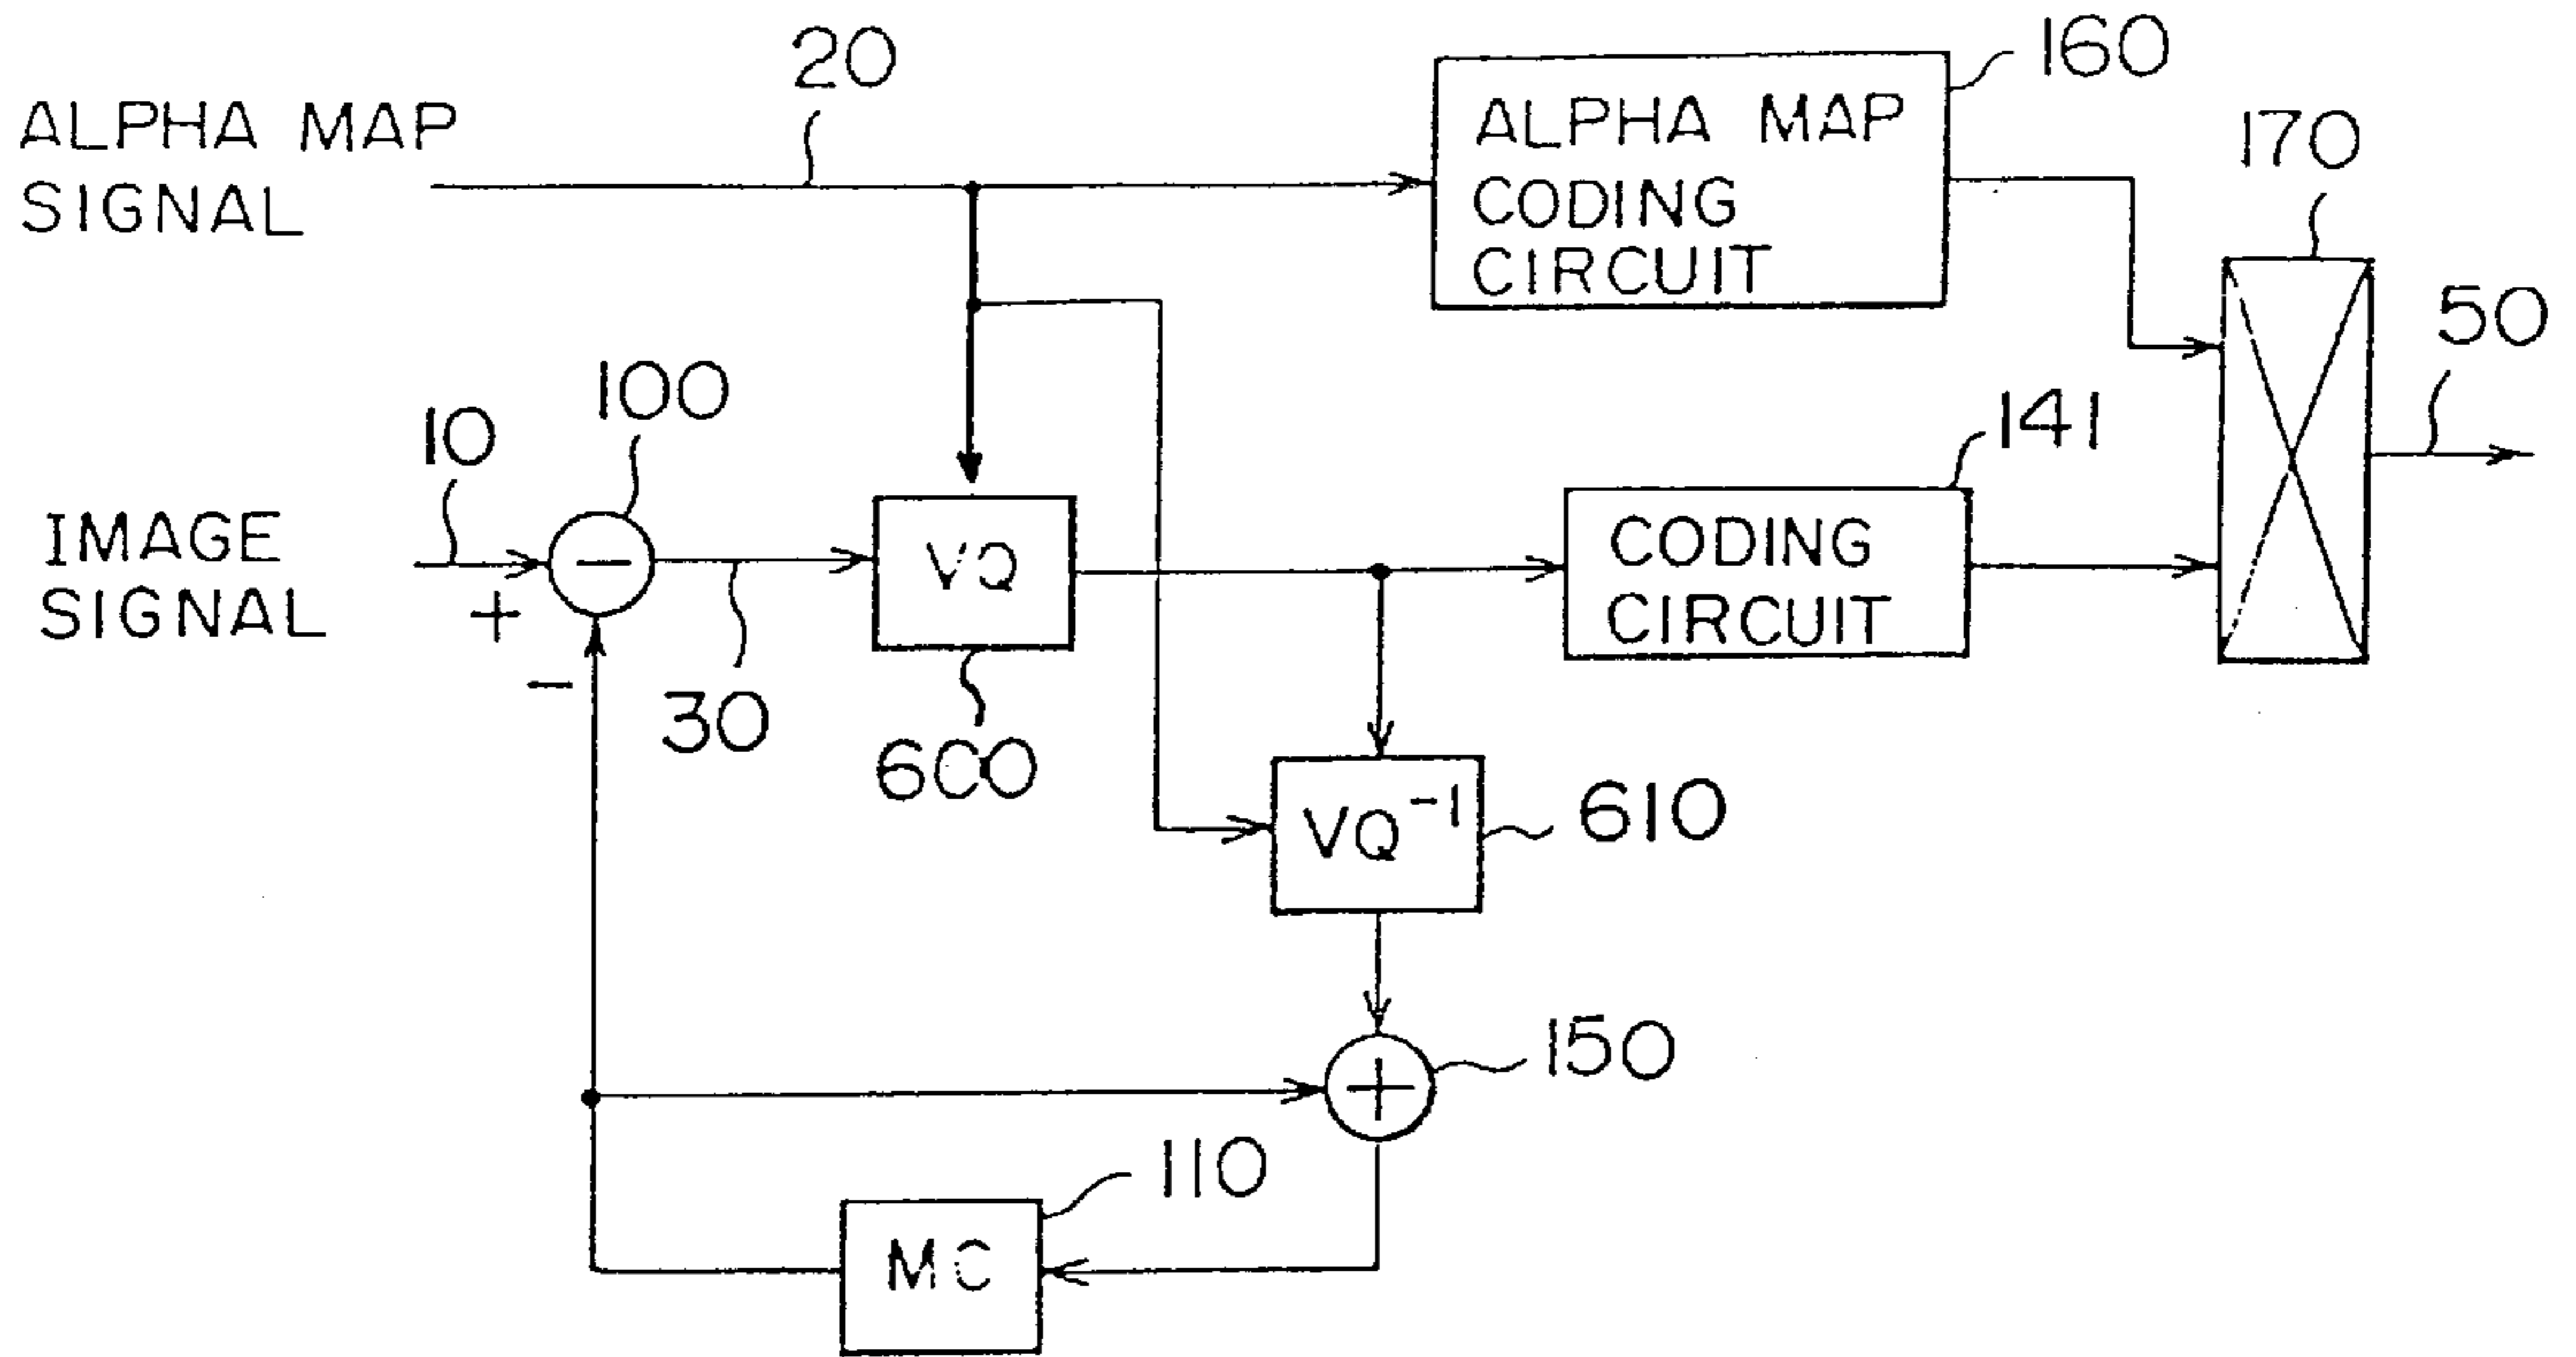 20
160
ALPHA MAP
SIGNAL
ALPHA MAP
CODING
CIRCUIT
170
50
10
100
141
IMAGE
SIGNAL
+
−
−
30
VQ
600
CODING
CIRCUIT
VQ⁻¹
610
+
150
110
MC